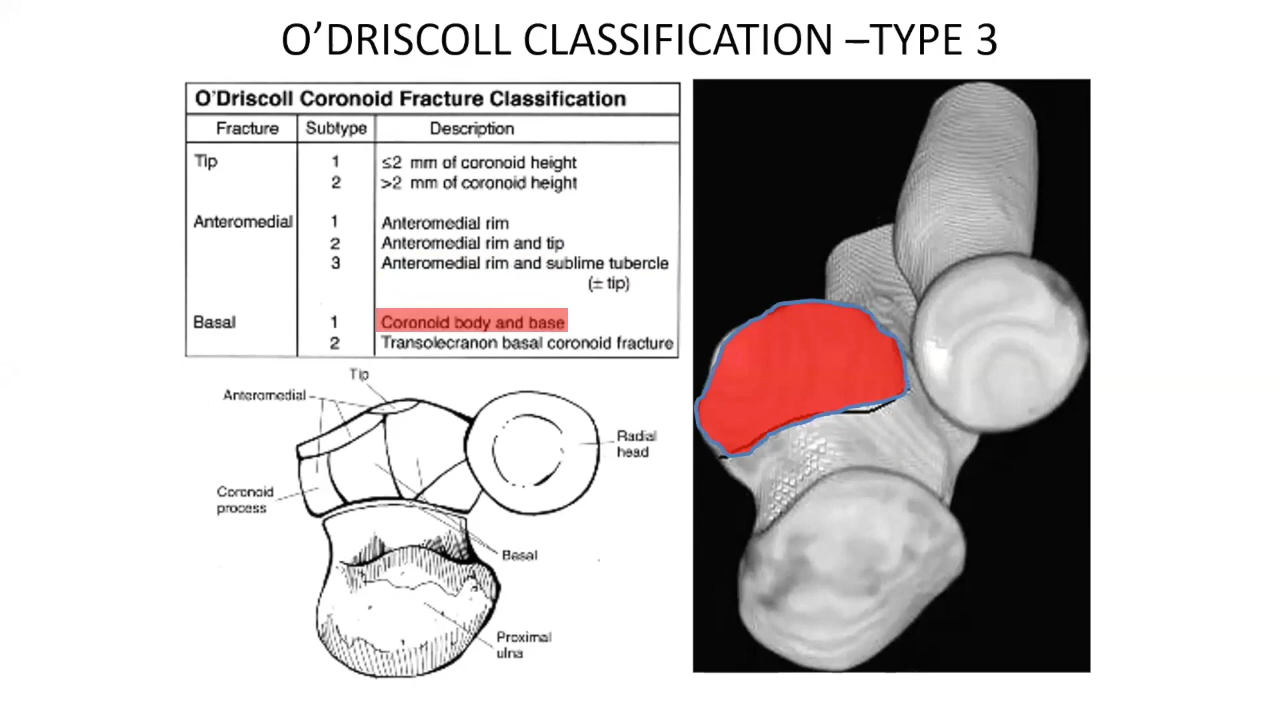 O’DRISCOLL CLASSIFICATION –TYPE 3
O'Driscoll Coronoid Fracture Classification
Fracture Subtype Description
Tip 1 ≤2 mm of coronoid height
2 >2 mm of coronoid height
Anteromedial 1 Anteromedial rim
2 Anteromedial rim and tip
3 Anteromedial rim and sublime tubercle
(± tip)
Basal 1 Coronoid body and base
2 Transolecranon basal coronoid fracture
Tip
Anteromedial
Radial
head
Coronoid
process
Basal
Proximal
ulna